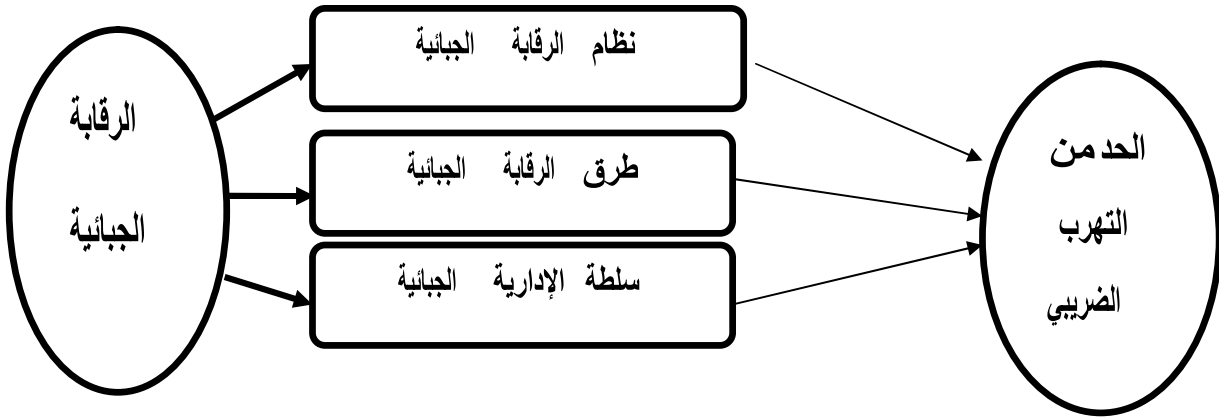 الرقابة
الجبائية
نظام الرقابة الجبائية
طرق الرقابة الجبائية
سلطة الإدارية الجبائية
الحد من
التهرب
الضريبي